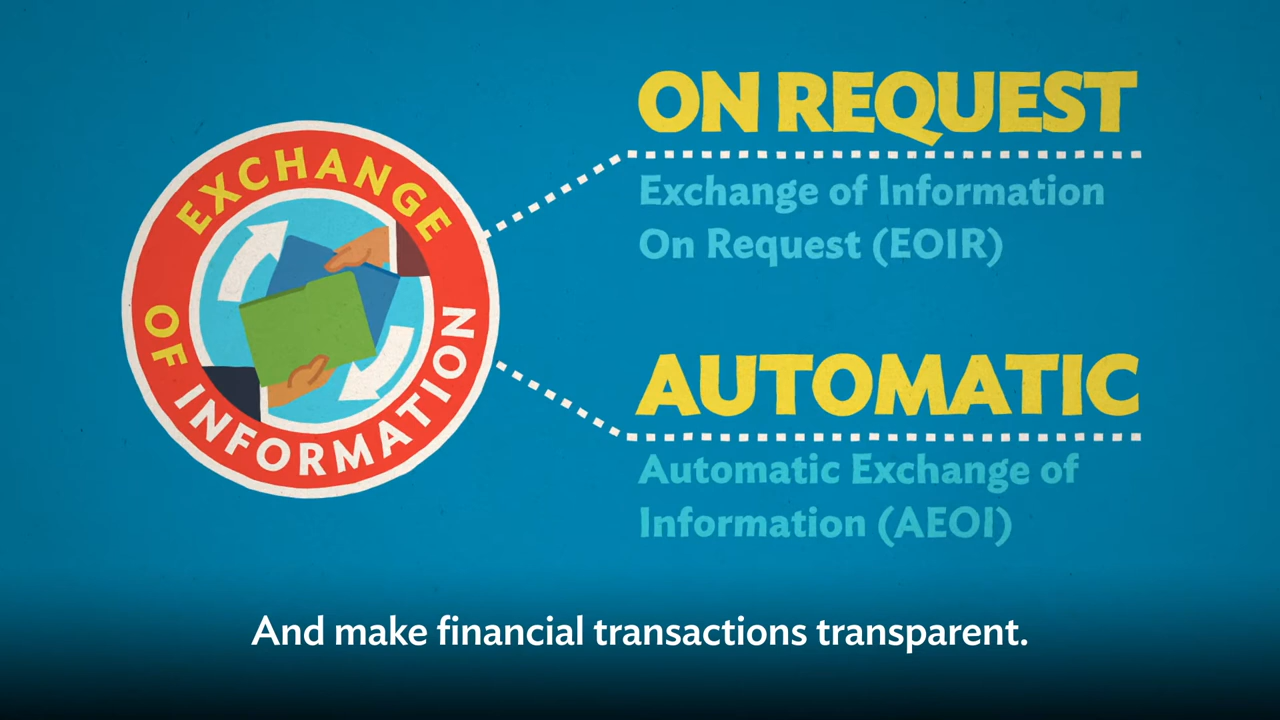 EXCHANGE
OF INFORMATION
ON REQUEST
Exchange of Information
On Request (EOIR)
AUTOMATIC
Automatic Exchange of
Information (AEOI)
And make financial transactions transparent.